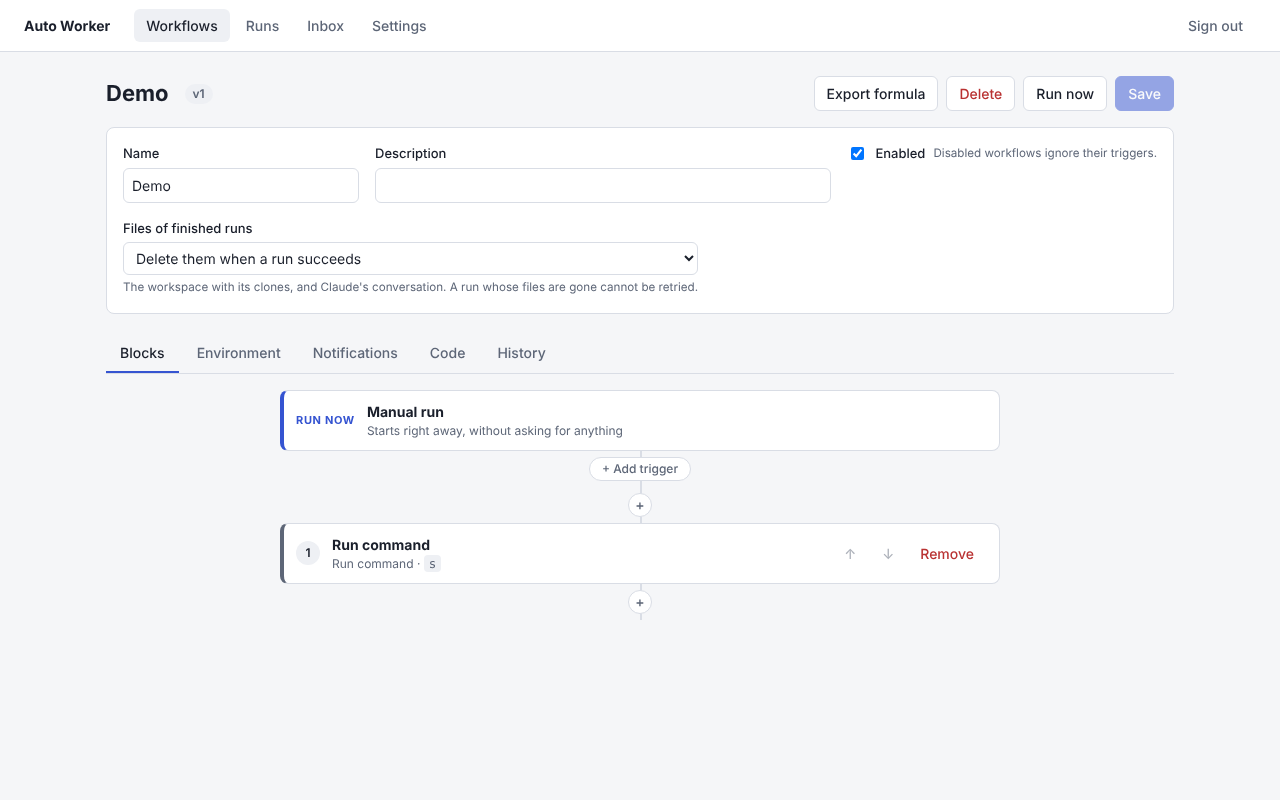 Auto Worker Workflows Runs Inbox Settings Sign out
Demo v1 Export formula Delete Run now Save
Name Description Enabled Disabled workflows ignore their triggers.
Demo
Files of finished runs
Delete them when a run succeeds
The workspace with its clones, and Claude's conversation. A run whose files are gone cannot be retried.
Blocks Environment Notifications Code History
RUN NOW Manual run
Starts right away, without asking for anything
+ Add trigger
+
1 Run command ↑ ↓ Remove
Run command · s
+